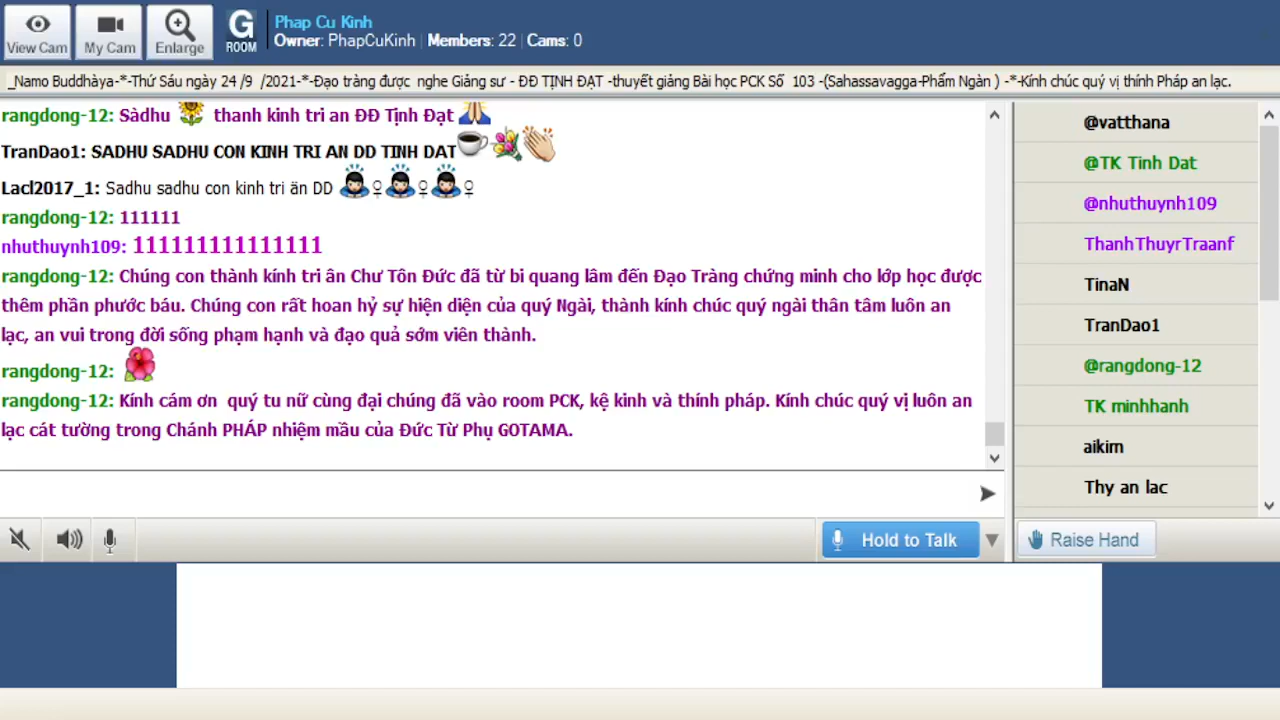 View Cam
My Cam
Enlarge
G
ROOM
Phap Cu Kinh
Owner: PhapCuKinh | Members: 22 | Cams: 0
_Namo Buddhàya-*-Thứ Sáu ngày 24 /9 /2021-*-Đạo tràng được nghe Giảng sư - ĐĐ TỊNH ĐẠT -thuyết giảng Bài học PCK Số 103 -(Sahassavagga-Phẩm Ngàn ) -*-Kính chúc quý vị thính Pháp an lạc.
rangdong-12: Sàdhu thanh kinh tri an ĐĐ Tịnh Đạt
TranDao1: SADHU SADHU CON KINH TRI AN DD TINH DAT
Lacl2017_1: Sadhu sadhu con kinh tri ăn DD ♀ ♀ ♀
rangdong-12: 111111
nhuthuynh109: 111111111111111
rangdong-12: Chúng con thành kính tri ân Chư Tôn Đức đã từ bi quang lâm đến Đạo Tràng chứng minh cho lớp học được
thêm phần phước báu. Chúng con rất hoan hỷ sự hiện diện của quý Ngài, thành kính chúc quý ngài thân tâm luôn an
lạc, an vui trong đời sống phạm hạnh và đạo quả sớm viên thành.
rangdong-12:
rangdong-12: Kính cám ơn quý tu nữ cùng đại chúng đã vào room PCK, kệ kinh và thính pháp. Kính chúc quý vị luôn an
lạc cát tường trong Chánh PHÁP nhiệm mầu của Đức Từ Phụ GOTAMA.
@vatthana
@TK Tinh Dat
@nhuthuynh109
ThanhThuyrTraanf
TinaN
TranDao1
@rangdong-12
TK minhhanh
aikim
Thy an lac
Hold to Talk
Raise Hand